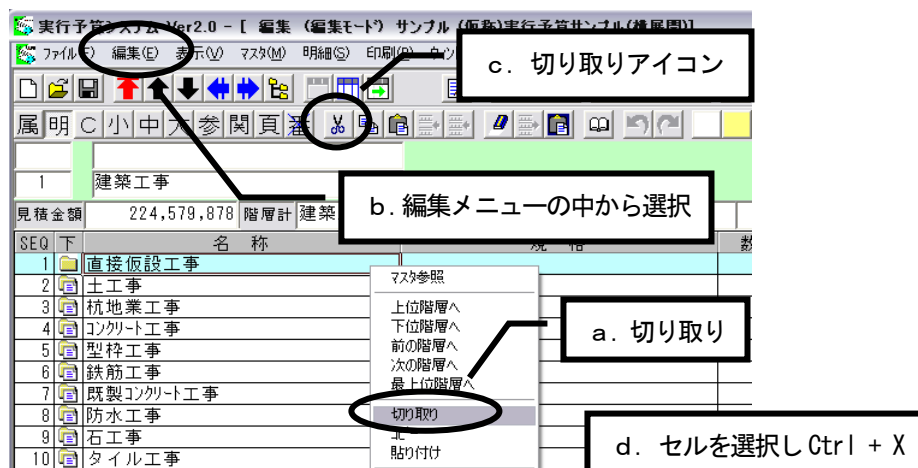 実行予算システム Ver2.0 - [ 編集 （編集モード） サンプル （仮称）実行予算サンプル（横展開）]
ファイル(F) 編集(E) 表示(V) マスタ(M) 明細(S) 印刷(P)
c．切り取りアイコン
属 明 C 小 中 大 参 関 頁
1 建築工事
b．編集メニューの中から選択
見積金額 224,579,878 階層計 建築
SEQ 下 名 称 規 格 数
1 直接仮設工事
マスタ参照
2 土工事
3 杭地業工事
上位階層へ
4 コンクリート工事
下位階層へ
a．切り取り
5 型枠工事
前の階層へ
次の階層へ
6 鉄筋工事
最上位階層へ
7 既製コンクリート工事
8 防水工事
切り取り
9 石工事
10 タイル工事
貼り付け
d．セルを選択し Ctrl + X